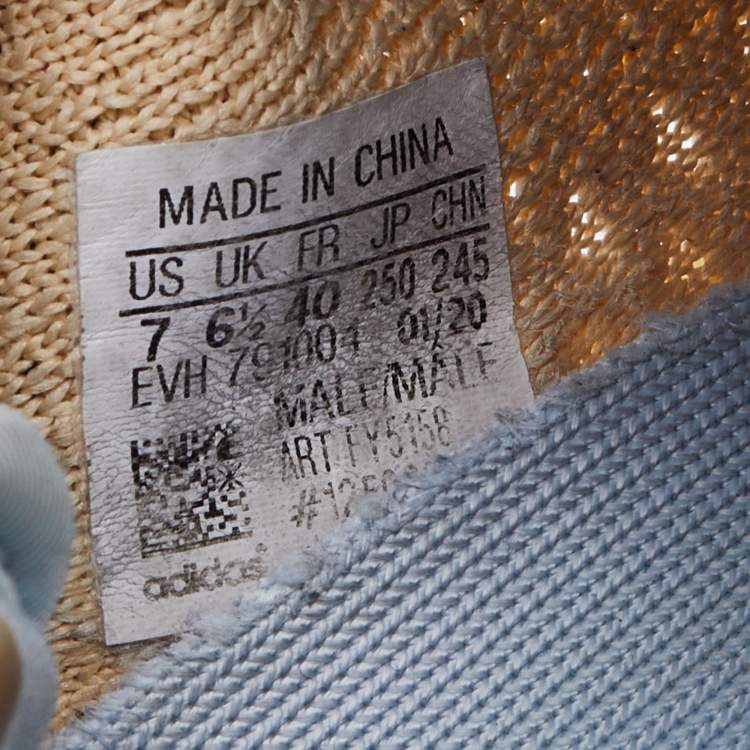 MADE IN CHINA
US UK FR JP CHN
7 6½ 40 250 245
EVH 791001 01/20
MALE/MÂLE
ART FY5158
adidas